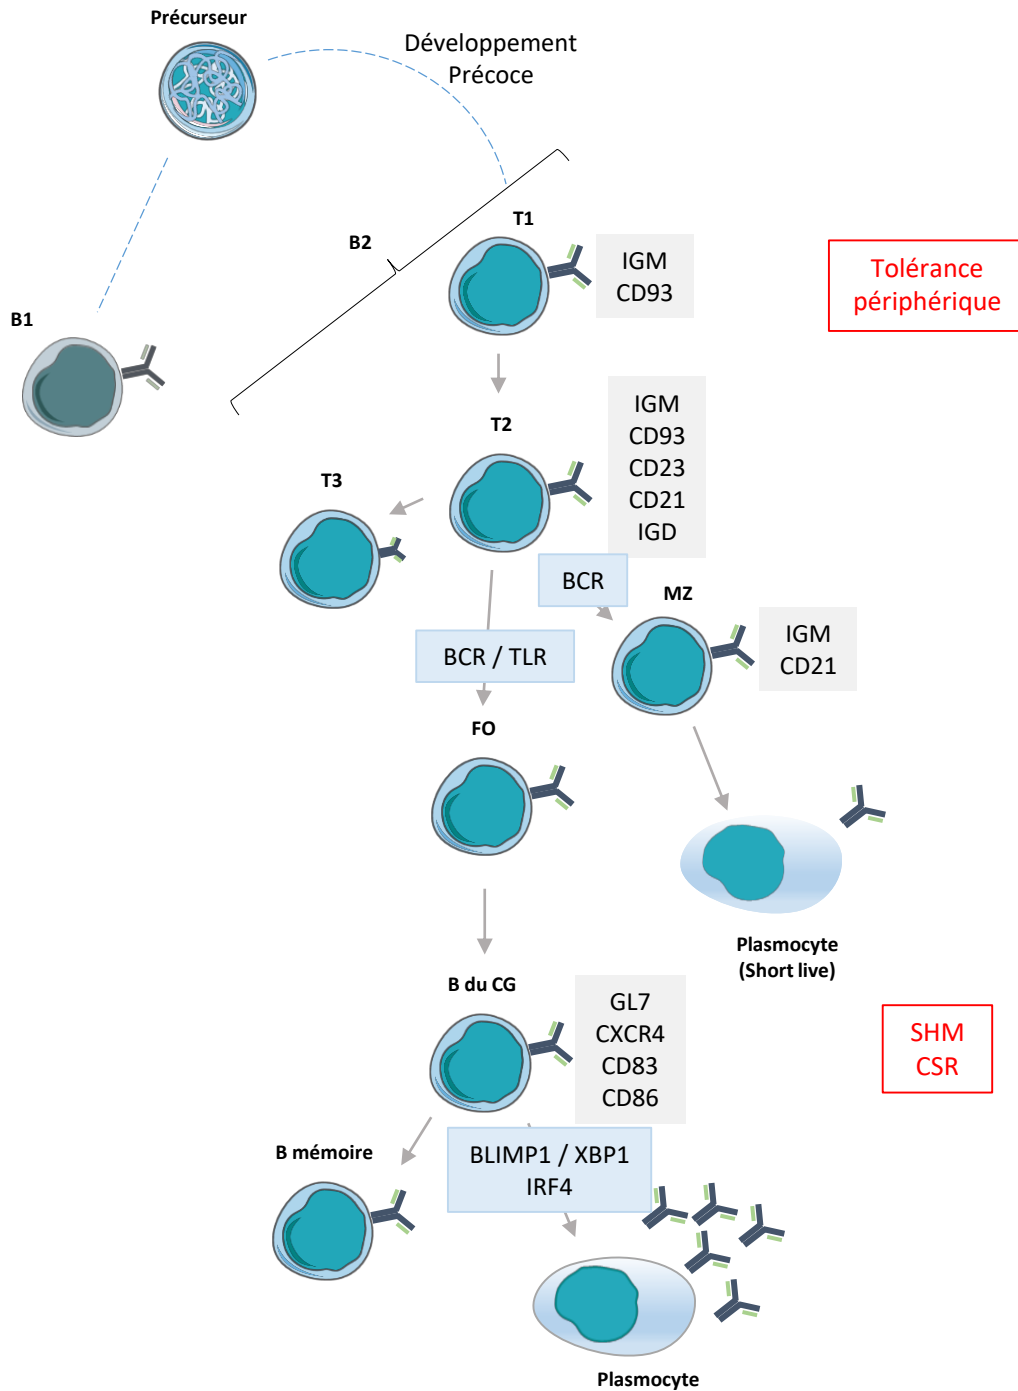 Précurseur
Développement
Précoce
B2
T1
IGM
CD93
Tolérance
périphérique
B1
T2
IGM
CD93
CD23
CD21
IGD
T3
BCR
MZ
IGM
CD21
BCR / TLR
FO
Plasmocyte
(Short live)
B du CG
GL7
CXCR4
CD83
CD86
SHM
CSR
B mémoire
BLIMP1 / XBP1
IRF4
Plasmocyte